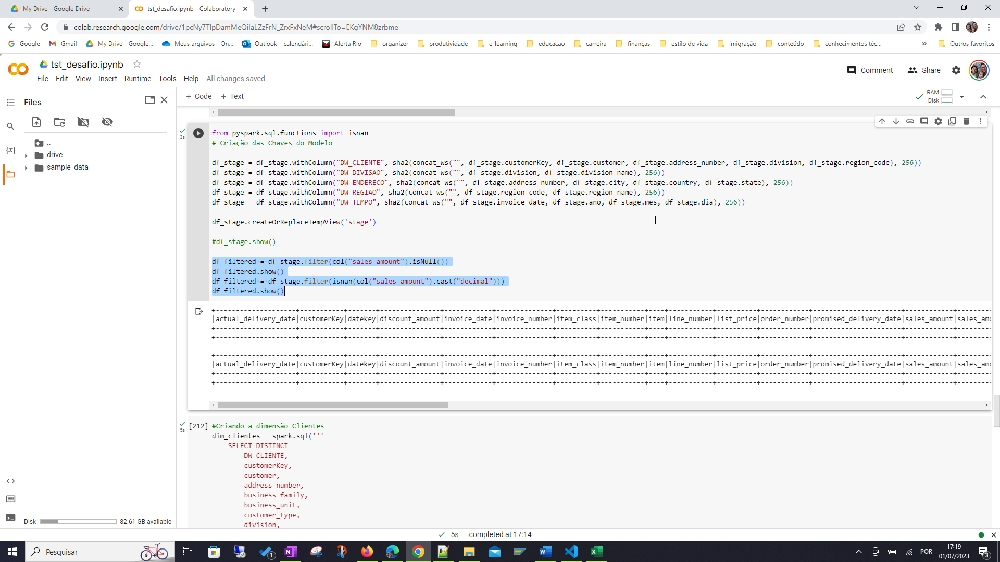 My Drive - Google Drive
tst_desafio.ipynb - Colaboratory
colab.research.google.com/drive/1pcNy7TlpDamMeQilaLZzFrN_ZrxFxNeM#scrollTo=EKgYNM8zrbme
Google Gmail My Drive - Google... Meus arquivos - On... Outlook – calendári... Alerta Rio organizer produtividade e-learning educacao carreira finanças estilo de vida imigração conteúdo conhecimentos téc... » Outros favoritos
tst_desafio.ipynb
Comment Share
File Edit View Insert Runtime Tools Help All changes saved
Files
+ Code + Text
RAM
Disk
..
drive
sample_data
{x}
3s
from pyspark.sql.functions import isnan
# Criação das Chaves do Modelo
df_stage = df_stage.withColumn("DW_CLIENTE", sha2(concat_ws("", df_stage.customerKey, df_stage.customer, df_stage.address_number, df_stage.division, df_stage.region_code), 256))
df_stage = df_stage.withColumn("DW_DIVISAO", sha2(concat_ws("", df_stage.division, df_stage.division_name), 256))
df_stage = df_stage.withColumn("DW_ENDERECO", sha2(concat_ws("", df_stage.address_number, df_stage.city, df_stage.country, df_stage.state), 256))
df_stage = df_stage.withColumn("DW_REGIAO", sha2(concat_ws("", df_stage.region_code, df_stage.region_name), 256))
df_stage = df_stage.withColumn("DW_TEMPO", sha2(concat_ws("", df_stage.invoice_date, df_stage.ano, df_stage.mes, df_stage.dia), 256))
df_stage.createOrReplaceTempView('stage')
#df_stage.show()
df_filtered = df_stage.filter(col("sales_amount").isNull())
df_filtered.show()
df_filtered = df_stage.filter(isnan(col("sales_amount").cast("decimal")))
df_filtered.show()
|actual_delivery_date|customerKey|datekey|discount_amount|invoice_date|invoice_number|item_class|item_number|item|line_number|list_price|order_number|promised_delivery_date|sales_amount|sales_amo
|actual_delivery_date|customerKey|datekey|discount_amount|invoice_date|invoice_number|item_class|item_number|item|line_number|list_price|order_number|promised_delivery_date|sales_amount|sales_amo
5s
[212] #Criando a dimensão Clientes
dim_clientes = spark.sql('''
SELECT DISTINCT
DW_CLIENTE,
customerKey,
customer,
address_number,
business_family,
business_unit,
customer_type,
division,
Disk 82.61 GB available
5s completed at 17:14
Pesquisar
1
POR
17:19
01/07/2023
3